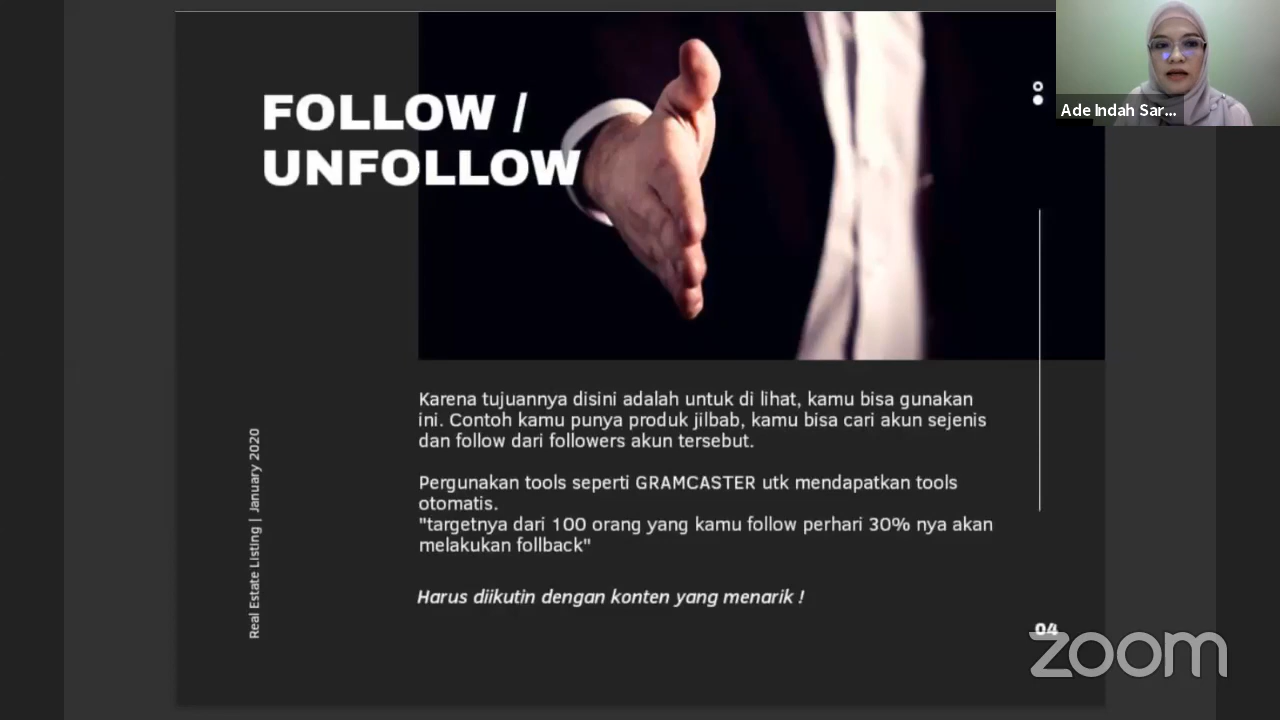 FOLLOW /
UNFOLLOW
Ade Indah Sar...
Karena tujuannya disini adalah untuk di lihat, kamu bisa gunakan
ini. Contoh kamu punya produk jilbab, kamu bisa cari akun sejenis
dan follow dari followers akun tersebut.
Pergunakan tools seperti GRAMCASTER utk mendapatkan tools
otomatis.
"targetnya dari 100 orang yang kamu follow perhari 30% nya akan
melakukan follback"
Harus diikutin dengan konten yang menarik !
Real Estate Listing | January 2020
04
zoom